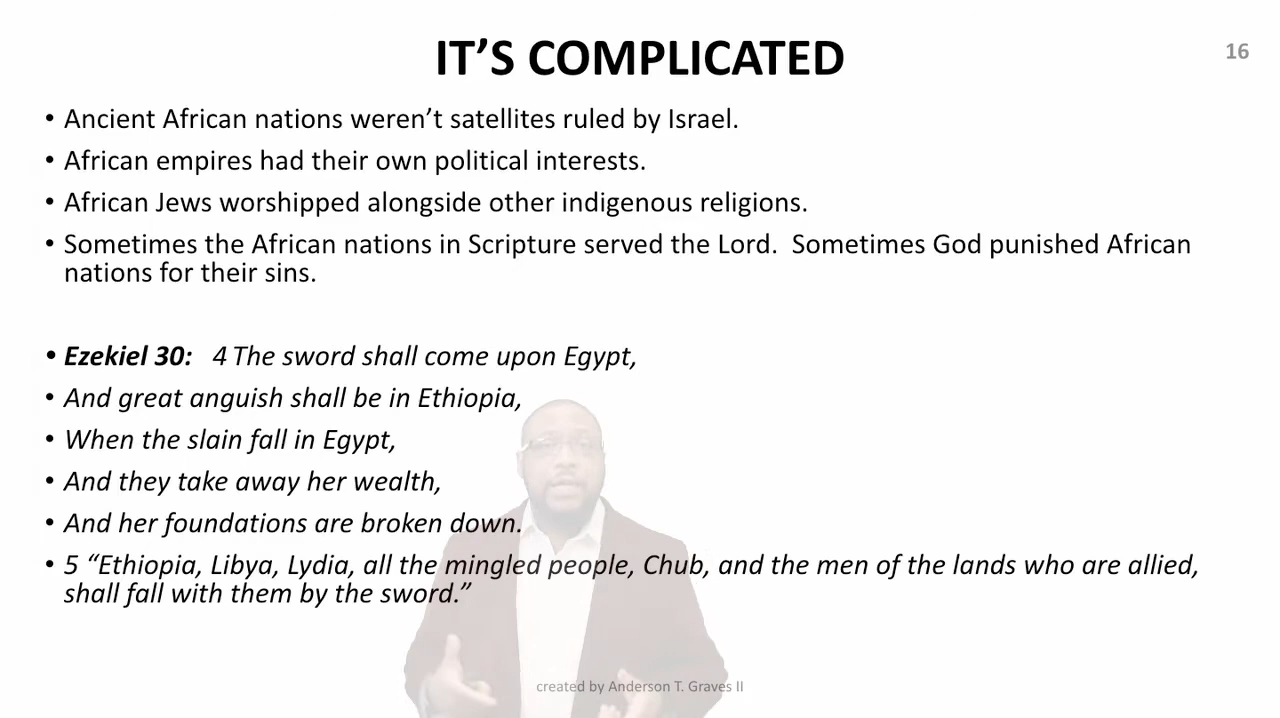 IT’S COMPLICATED
16
• Ancient African nations weren’t satellites ruled by Israel.
• African empires had their own political interests.
• African Jews worshipped alongside other indigenous religions.
• Sometimes the African nations in Scripture served the Lord.  Sometimes God punished African
nations for their sins.
• Ezekiel 30:   4 The sword shall come upon Egypt,
• And great anguish shall be in Ethiopia,
• When the slain fall in Egypt,
• And they take away her wealth,
• And her foundations are broken down.
• 5 “Ethiopia, Libya, Lydia, all the mingled people, Chub, and the men of the lands who are allied,
shall fall with them by the sword.”
created by Anderson T. Graves II